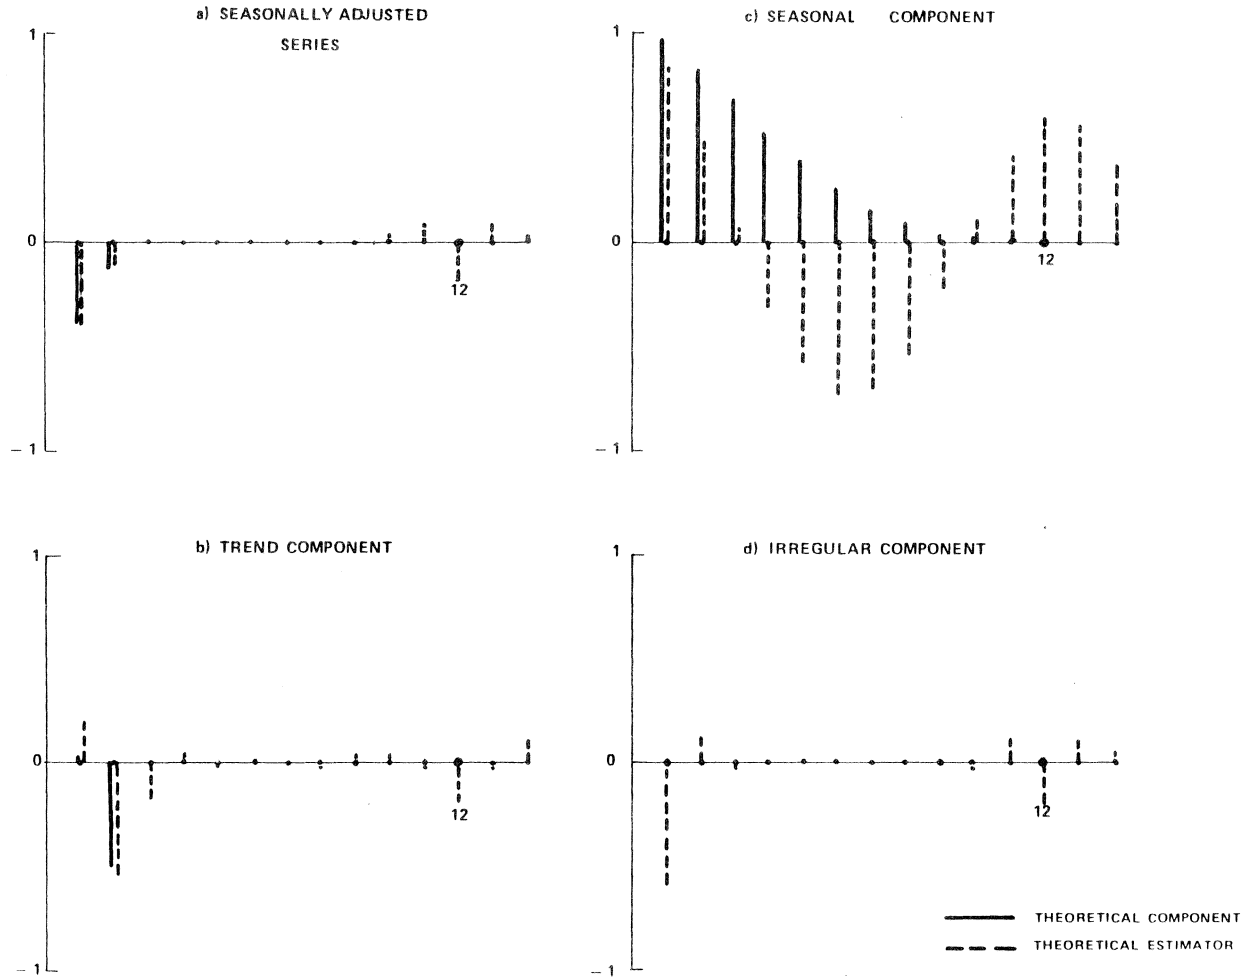 a) SEASONALLY ADJUSTED
SERIES
1
0
12
– 1
c) SEASONAL COMPONENT
1
0
12
– 1
b) TREND COMPONENT
1
0
12
– 1
d) IRREGULAR COMPONENT
1
0
12
– 1
THEORETICAL COMPONENT
THEORETICAL ESTIMATOR